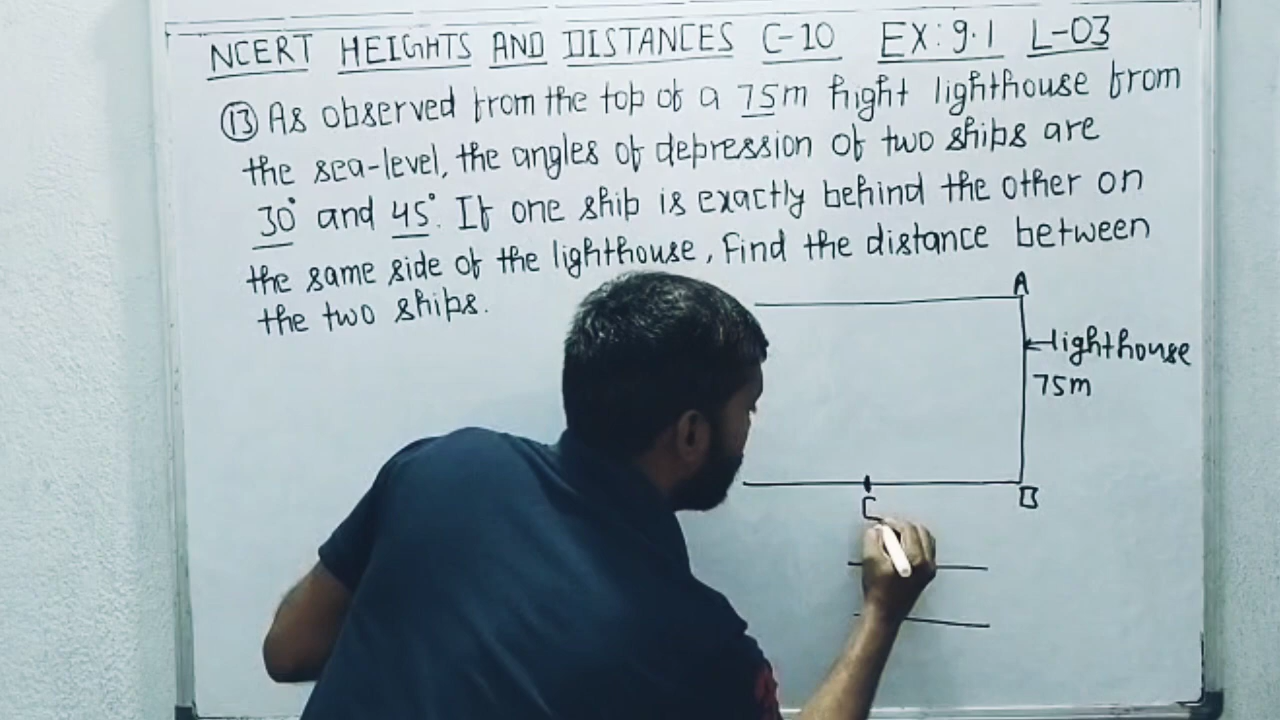 NCERT HEIGHTS AND DISTANCES C-10 EX: 9.1 L-03
(13) As observed from the top of a 75m hight lighthouse from
the sea-level, the angles of depression of two ships are
30° and 45°. If one ship is exactly behind the other on
the same side of the lighthouse, Find the distance between
the two ships.
A
lighthouse
75m
B
C